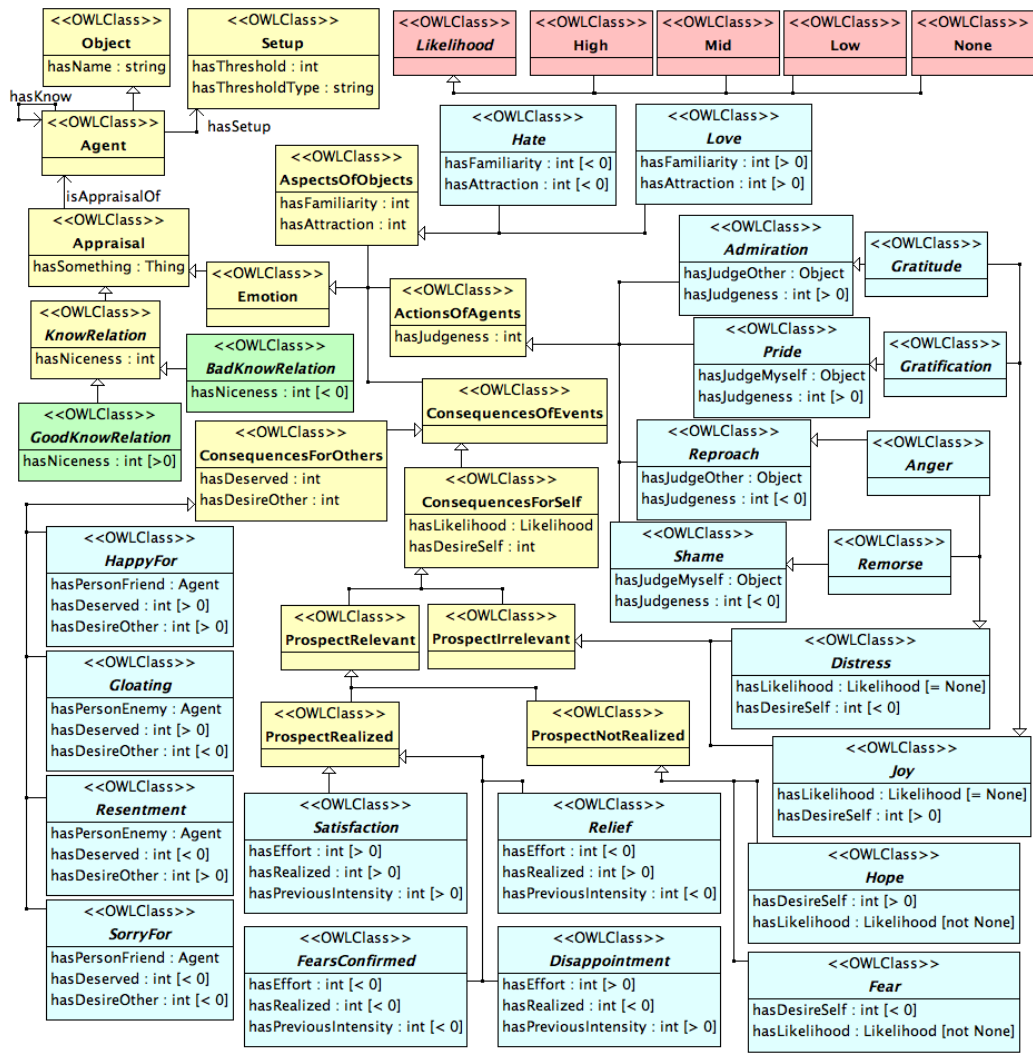 <<OWLClass>>
Object
hasName : string
<<OWLClass>>
Setup
hasThreshold : int
hasThresholdType : string
<<OWLClass>>
Likelihood
<<OWLClass>>
High
<<OWLClass>>
Mid
<<OWLClass>>
Low
<<OWLClass>>
None
hasKnow
<<OWLClass>>
Agent
hasSetup
isAppraisalOf
<<OWLClass>>
Hate
hasFamiliarity : int [< 0]
hasAttraction : int [< 0]
<<OWLClass>>
Love
hasFamiliarity : int [> 0]
hasAttraction : int [> 0]
<<OWLClass>>
AspectsOfObjects
hasFamiliarity : int
hasAttraction : int
<<OWLClass>>
Appraisal
hasSomething : Thing
<<OWLClass>>
Emotion
<<OWLClass>>
ActionsOfAgents
hasJudgeness : int
<<OWLClass>>
Admiration
hasJudgeOther : Object
hasJudgeness : int [> 0]
<<OWLClass>>
Gratitude
<<OWLClass>>
KnowRelation
hasNiceness : int
<<OWLClass>>
BadKnowRelation
hasNiceness : int [< 0]
<<OWLClass>>
Pride
hasJudgeMyself : Object
hasJudgeness : int [> 0]
<<OWLClass>>
Gratification
<<OWLClass>>
GoodKnowRelation
hasNiceness : int [>0]
<<OWLClass>>
ConsequencesOfEvents
<<OWLClass>>
ConsequencesForOthers
hasDeserved : int
hasDesireOther : int
<<OWLClass>>
Reproach
hasJudgeOther : Object
hasJudgeness : int [< 0]
<<OWLClass>>
Anger
<<OWLClass>>
ConsequencesForSelf
hasLikelihood : Likelihood
hasDesireSelf : int
<<OWLClass>>
Shame
hasJudgeMyself : Object
hasJudgeness : int [< 0]
<<OWLClass>>
Remorse
<<OWLClass>>
HappyFor
hasPersonFriend : Agent
hasDeserved : int [> 0]
hasDesireOther : int [> 0]
<<OWLClass>>
ProspectRelevant
<<OWLClass>>
ProspectIrrelevant
<<OWLClass>>
Distress
hasLikelihood : Likelihood [= None]
hasDesireSelf : int [< 0]
<<OWLClass>>
Gloating
hasPersonEnemy : Agent
hasDeserved : int [> 0]
hasDesireOther : int [< 0]
<<OWLClass>>
ProspectRealized
<<OWLClass>>
ProspectNotRealized
<<OWLClass>>
Joy
hasLikelihood : Likelihood [= None]
hasDesireSelf : int [> 0]
<<OWLClass>>
Resentment
hasPersonEnemy : Agent
hasDeserved : int [< 0]
hasDesireOther : int [> 0]
<<OWLClass>>
Satisfaction
hasEffort : int [> 0]
hasRealized : int [> 0]
hasPreviousIntensity : int [> 0]
<<OWLClass>>
Relief
hasEffort : int [< 0]
hasRealized : int [> 0]
hasPreviousIntensity : int [< 0]
<<OWLClass>>
Hope
hasDesireSelf : int [> 0]
hasLikelihood : Likelihood [not None]
<<OWLClass>>
SorryFor
hasPersonFriend : Agent
hasDeserved : int [< 0]
hasDesireOther : int [< 0]
<<OWLClass>>
FearsConfirmed
hasEffort : int [< 0]
hasRealized : int [< 0]
hasPreviousIntensity : int [< 0]
<<OWLClass>>
Disappointment
hasEffort : int [> 0]
hasRealized : int [< 0]
hasPreviousIntensity : int [> 0]
<<OWLClass>>
Fear
hasDesireSelf : int [< 0]
hasLikelihood : Likelihood [not None]